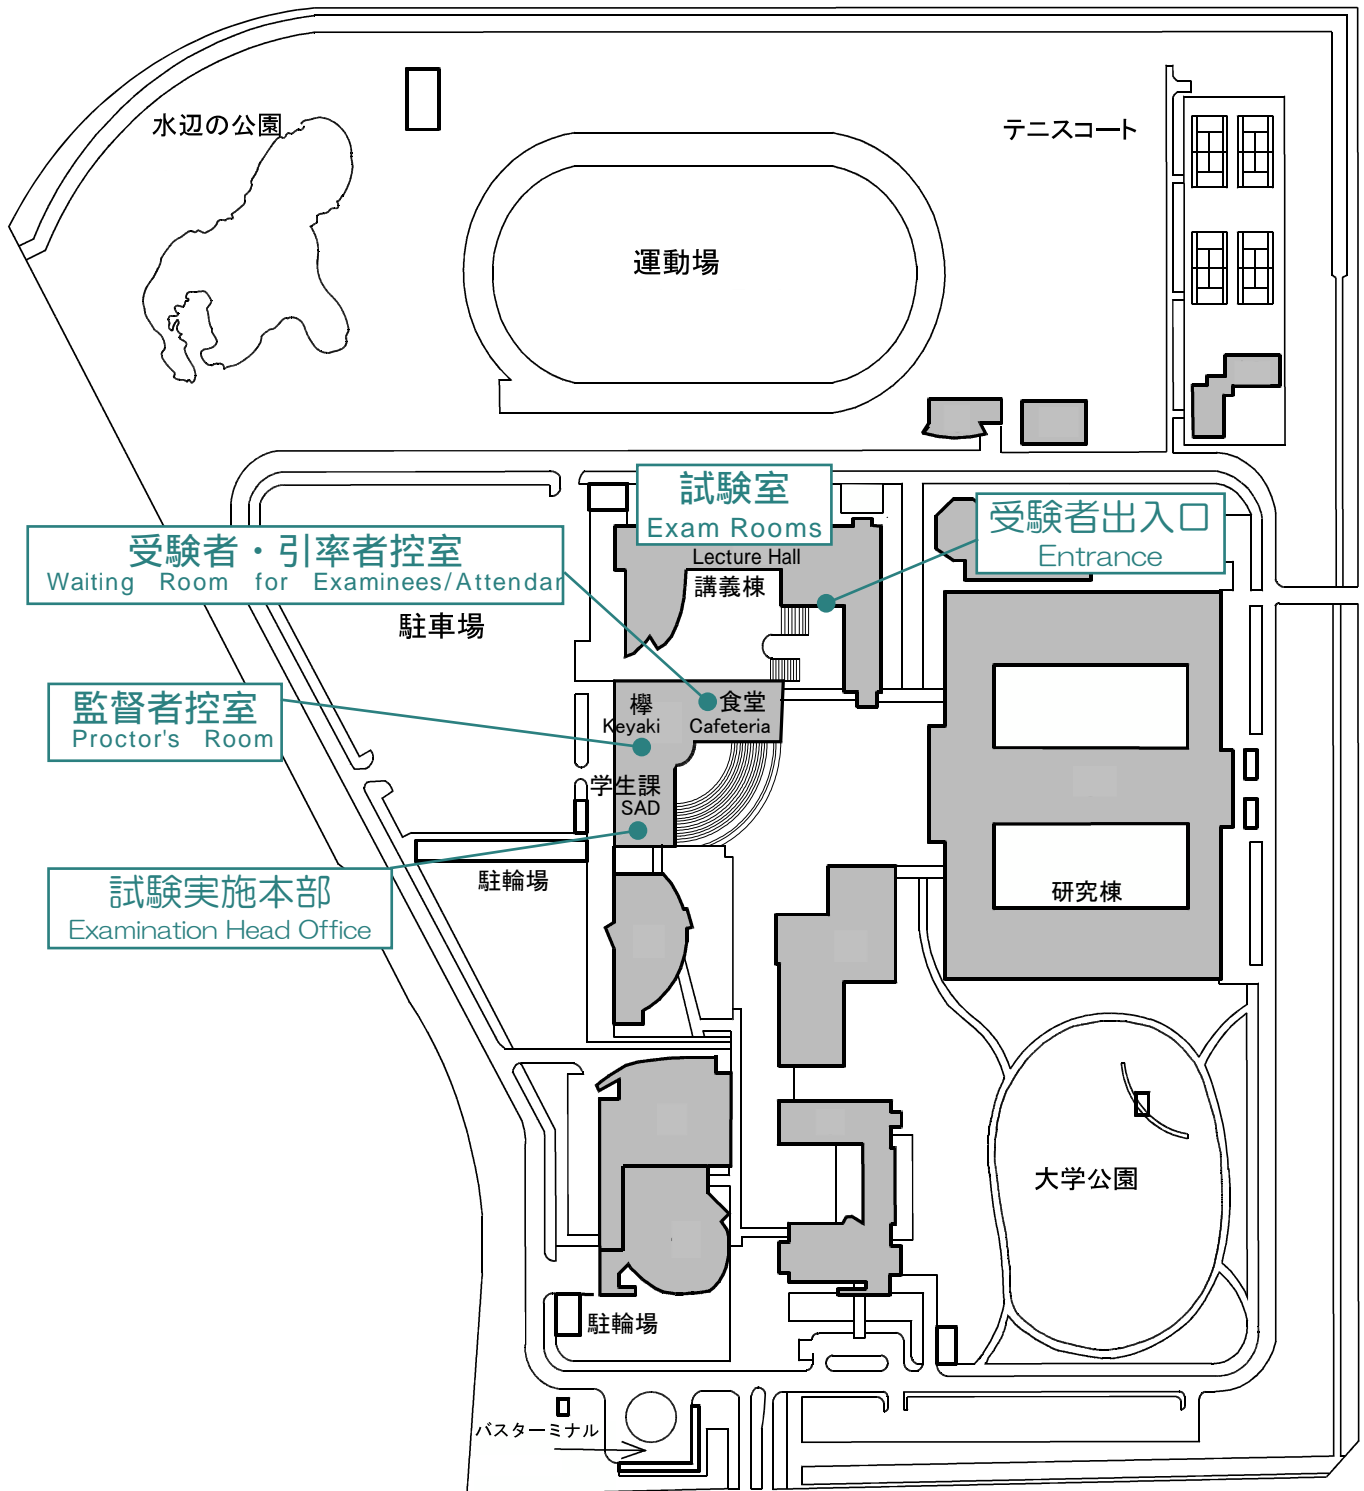 水辺の公園
テニスコート
運動場
試験室
Exam Rooms
受験者出入口
Entrance
受験者・引率者控室
Waiting Room for Examinees/Attendan
Lecture Hall
講義棟
駐車場
監督者控室
Proctor's Room
欅
Keyaki
食堂
Cafeteria
学生課
SAD
駐輪場
試験実施本部
Examination Head Office
研究棟
大学公園
駐輪場
バスターミナル